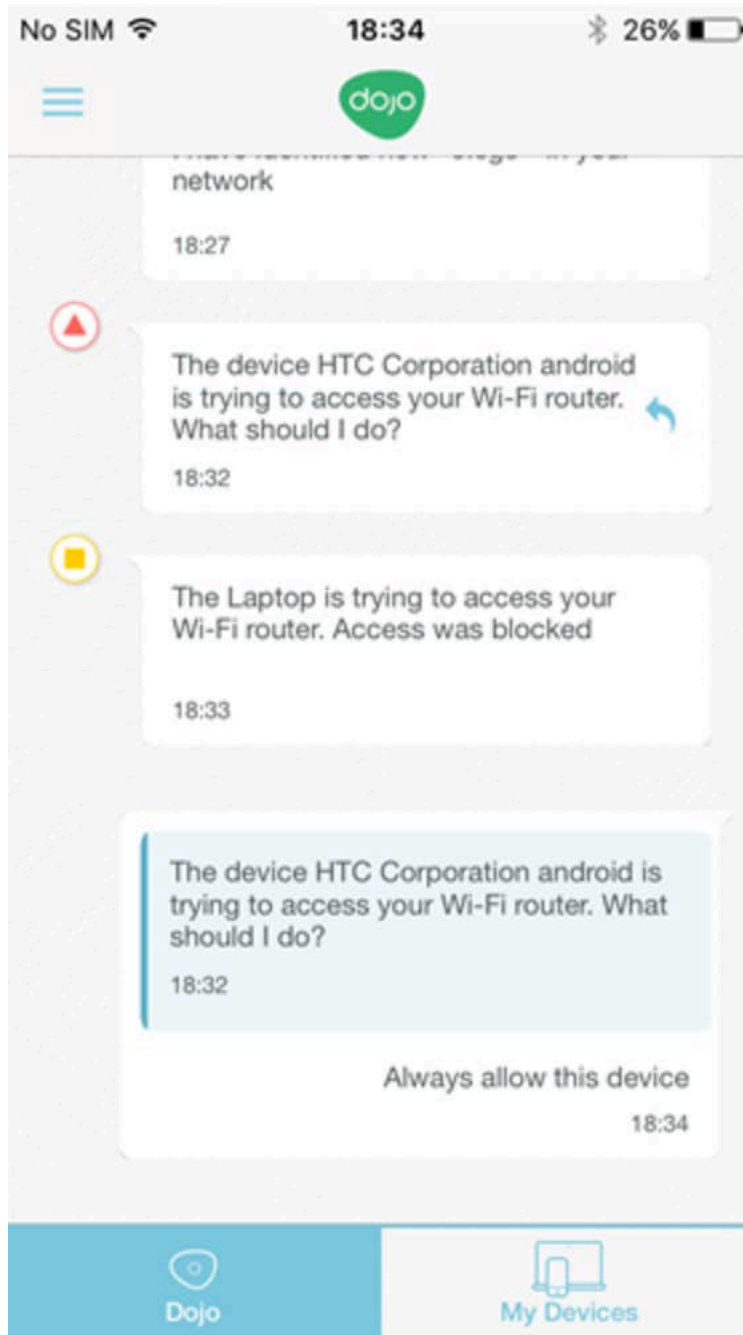 No SIM 18:34 26%
dojo
network
18:27
The device HTC Corporation android
is trying to access your Wi-Fi router.
What should I do?
18:32
The Laptop is trying to access your
Wi-Fi router. Access was blocked
18:33
The device HTC Corporation android is
trying to access your Wi-Fi router. What
should I do?
18:32
Always allow this device
18:34
Dojo My Devices